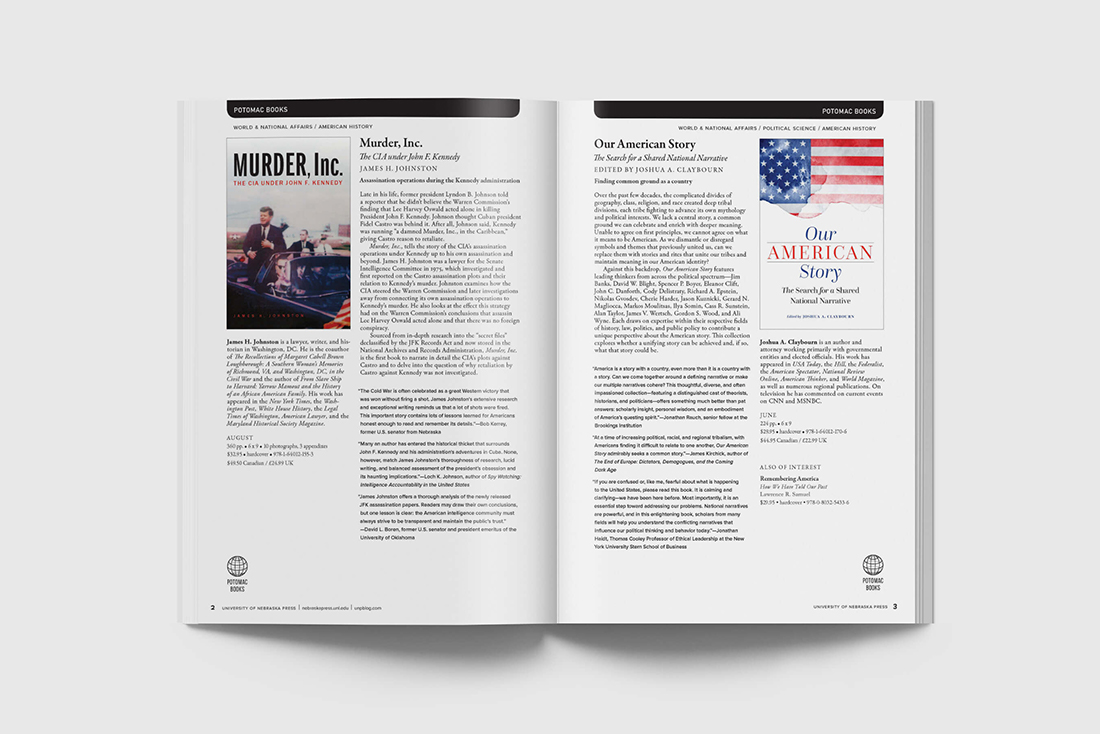 POTOMAC BOOKS
WORLD & NATIONAL AFFAIRS / AMERICAN HISTORY
MURDER, Inc.
THE CIA UNDER JOHN F. KENNEDY
JAMES H. JOHNSTON
James H. Johnston is a lawyer, writer, and his-
torian in Washington, DC. He is the coauthor
of The Recollections of Margaret Cabell Brown
Loughborough: A Southern Woman's Memories
of Richmond, VA, and Washington, DC, in the
Civil War and the author of From Slave Ship
to Harvard: Yarrow Mamout and the History
of an African American Family. His work has
appeared in the New York Times, the Wash-
ington Post, White House History, the Legal
Times of Washington, American Lawyer, and the
Maryland Historical Society Magazine.
AUGUST
360 pp. • 6 x 9 • 10 photographs, 3 appendixes
$32.95 • hardcover • 978-1-64012-155-3
$49.50 Canadian / £26.99 UK
Murder, Inc.
The CIA under John F. Kennedy
JAMES H. JOHNSTON
Assassination operations during the Kennedy administration
Late in his life, former president Lyndon B. Johnson told
a reporter that he didn't believe the Warren Commission's
finding that Lee Harvey Oswald acted alone in killing
President John F. Kennedy. Johnson thought Cuban president
Fidel Castro was behind it. After all, Johnson said, Kennedy
was running "a damned Murder, Inc., in the Caribbean,"
giving Castro reason to retaliate.
Murder, Inc., tells the story of the CIA's assassination
operations under Kennedy up to his own assassination and
beyond. James H. Johnston was a lawyer for the Senate
Intelligence Committee in 1975, which investigated and
first reported on the Castro assassination plots and their
relation to Kennedy's murder. Johnston examines how the
CIA steered the Warren Commission and later investigations
away from connecting its own assassination operations to
Kennedy's murder. He also looks at the effect this strategy
had on the Warren Commission's conclusions that assassin
Lee Harvey Oswald acted alone and that there was no foreign
conspiracy.
Sourced from in-depth research into the "secret files"
declassified by the JFK Records Act and now stored in the
National Archives and Records Administration, Murder, Inc.
is the first book to narrate in detail the CIA's plots against
Castro and to delve into the question of why retaliation by
Castro against Kennedy was not investigated.
"The Cold War is often celebrated as a great Western victory that
was won without firing a shot. James Johnston's extensive research
and exceptional writing reminds us that a lot of shots were fired.
This important story contains lots of lessons learned for Americans
honest enough to read and remember its details."—Bob Kerrey,
former U.S. senator from Nebraska
"Many an author has entered the historical thicket that surrounds
John F. Kennedy and his administration's adventures in Cuba. None,
however, match James Johnston's thoroughness of research, lucid
writing, and balanced assessment of the president's obsession and
its haunting implications."—Loch K. Johnson, author of Spy Watching:
Intelligence Accountability in the United States
"James Johnston offers a thorough analysis of the newly released
JFK assassination papers. Readers may draw their own conclusions,
but one lesson is clear: the American intelligence community must
always strive to be transparent and maintain the public's trust."
—David L. Boren, former U.S. senator and president emeritus of the
University of Oklahoma
POTOMAC
BOOKS
2 UNIVERSITY OF NEBRASKA PRESS | nebraskapress.unl.edu | unpblog.com
POTOMAC BOOKS
WORLD & NATIONAL AFFAIRS / POLITICAL SCIENCE / AMERICAN HISTORY
Our American Story
The Search for a Shared National Narrative
EDITED BY JOSHUA A. CLAYBOURN
Finding common ground as a country
Over the past few decades, the complicated divides of
geography, class, religion, and race created deep tribal
divisions, each tribe fighting to advance its own mythology
and political interests. We lack a central story, a common
ground we can celebrate and enrich with deeper meaning.
Unable to agree on first principles, we cannot agree on what
it means to be American. As we dismantle or disregard
symbols and themes that previously united us, can we
replace them with stories and rites that unite our tribes and
maintain meaning in our American identity?
Against this backdrop, Our American Story features
leading thinkers from across the political spectrum—Jim
Banks, David W. Blight, Spencer P. Boyer, Eleanor Clift,
John C. Danforth, Cody Delistraty, Richard A. Epstein,
Nikolas Gvosdev, Cherie Harder, Jason Kuznicki, Gerard N.
Magliocca, Markos Moulitsas, Ilya Somin, Cass R. Sunstein,
Alan Taylor, James V. Wertsch, Gordon S. Wood, and Ali
Wyne. Each draws on expertise within their respective fields
of history, law, politics, and public policy to contribute a
unique perspective about the American story. This collection
explores whether a unifying story can be achieved and, if so,
what that story could be.
"America is a story with a country, even more than it is a country with
a story. Can we come together around a defining narrative or make
our multiple narratives cohere? This thoughtful, diverse, and often
impassioned collection—featuring a distinguished cast of theorists,
historians, and politicians—offers something much better than pat
answers: scholarly insight, personal wisdom, and an embodiment
of America's questing spirit."—Jonathan Rauch, senior fellow at the
Brookings Institution
"At a time of increasing political, racial, and regional tribalism, with
Americans finding it difficult to relate to one another, Our American
Story admirably seeks a common story."—James Kirchick, author of
The End of Europe: Dictators, Demagogues, and the Coming
Dark Age
"If you are confused or, like me, fearful about what is happening
to the United States, please read this book. It is calming and
clarifying—we have been here before. Most importantly, it is an
essential step toward addressing our problems. National narratives
are powerful, and in this enlightening book, scholars from many
fields will help you understand the conflicting narratives that
influence our political thinking and behavior today."—Jonathan
Haidt, Thomas Cooley Professor of Ethical Leadership at the New
York University Stern School of Business
Our
AMERICAN
Story
The Search for a Shared
National Narrative
Edited by JOSHUA A. CLAYBOURN
Joshua A. Claybourn is an author and
attorney working primarily with governmental
entities and elected officials. His work has
appeared in USA Today, the Hill, the Federalist,
the American Spectator, National Review
Online, American Thinker, and World Magazine,
as well as numerous regional publications. On
television he has commented on current events
on CNN and MSNBC.
JUNE
224 pp. • 6 x 9
$29.95 • hardcover • 978-1-64012-170-6
$44.95 Canadian / £22.99 UK
ALSO OF INTEREST
Remembering America
How We Have Told Our Past
Lawrence R. Samuel
$29.95 • hardcover • 978-0-8032-5433-6
POTOMAC
BOOKS
UNIVERSITY OF NEBRASKA PRESS 3